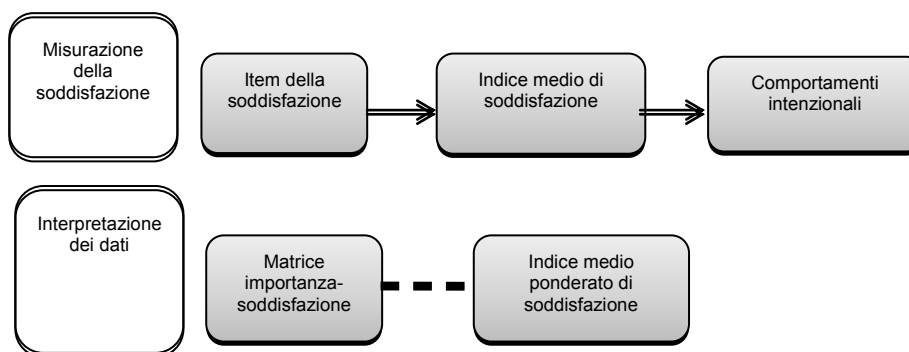 Misurazione
della
soddisfazione
Item della
soddisfazione
Indice medio di
soddisfazione
Comportamenti
intenzionali
Interpretazione
dei dati
Matrice
importanza-
soddisfazione
Indice medio
ponderato di
soddisfazione